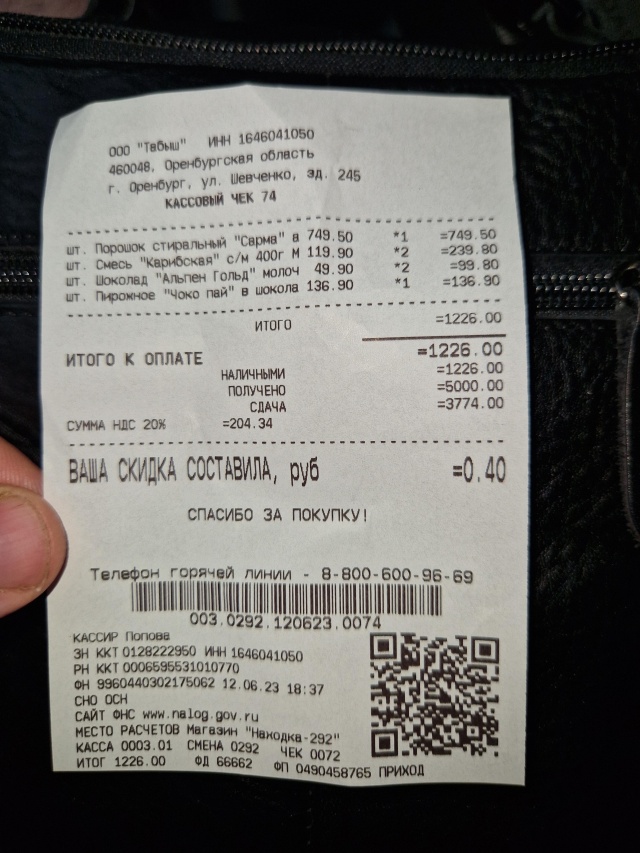 ООО "Табыш" ИНН 1646041050
460048, Оренбургская область
г. Оренбург, ул. Шевченко, зд. 245
КАССОВЫЙ ЧЕК 74
шт. Порошок стиральный "Сарма" а 749.50 *1 =749.50
шт. Смесь "Карибская" с/м 400г М 119.90 *2 =239.80
шт. Шоколад "Альпен Гольд" молоч 49.90 *2 =99.80
шт. Пирожное "Чоко пай" в шокола 136.90 *1 =136.90
ИТОГО =1226.00
ИТОГО К ОПЛАТЕ =1226.00
НАЛИЧНЫМИ =1226.00
ПОЛУЧЕНО =5000.00
СДАЧА =3774.00
СУММА НДС 20% =204.34
ВАША СКИДКА СОСТАВИЛА, руб =0.40
СПАСИБО ЗА ПОКУПКУ!
Телефон горячей линии - 8-800-600-96-69
003.0292.120623.0074
КАССИР Попова
ЗН ККТ 0128222950 ИНН 1646041050
РН ККТ 0006595531010770
ФН 9960440302175062 12.06.23 18:37
СНО ОСН
САЙТ ФНС www.nalog.gov.ru
МЕСТО РАСЧЕТОВ Магазин "Находка-292"
КАССА 0003.01 СМЕНА 0292 ЧЕК 0072
ИТОГ 1226.00 ФД 66662 ФП 0490458765 ПРИХОД